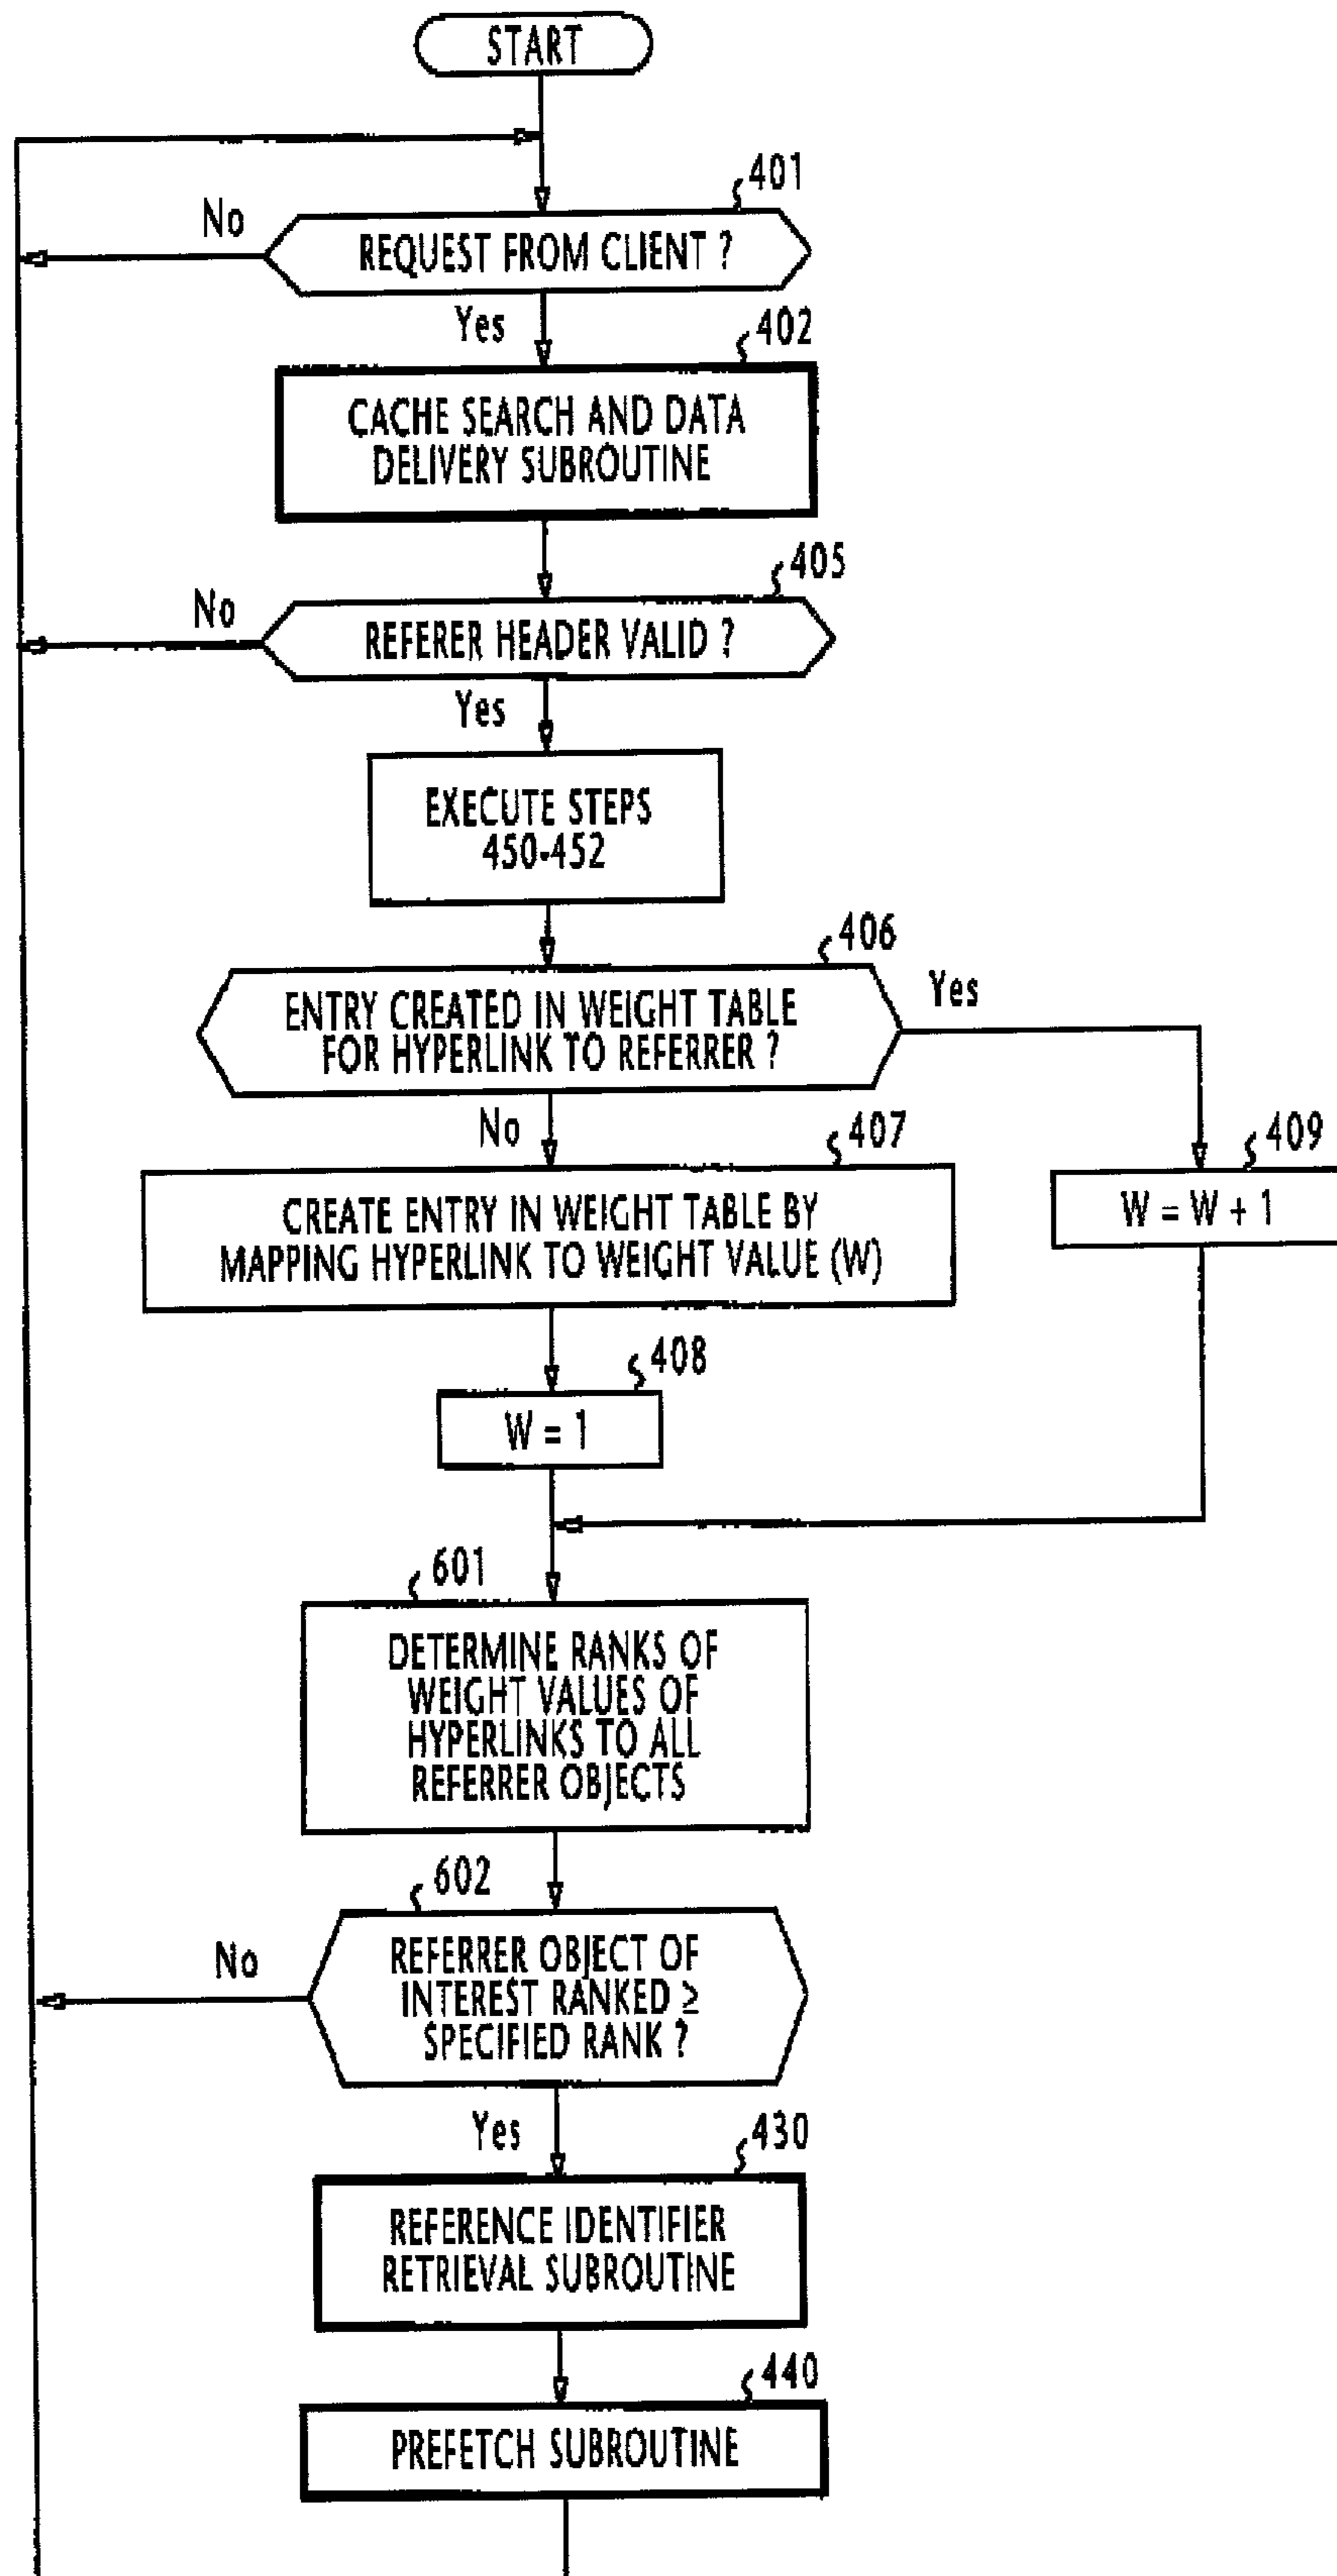 START
401
No
REQUEST FROM CLIENT ?
Yes
402
CACHE SEARCH AND DATA
DELIVERY SUBROUTINE
405
No
REFERER HEADER VALID ?
Yes
EXECUTE STEPS
450-452
406
Yes
ENTRY CREATED IN WEIGHT TABLE
FOR HYPERLINK TO REFERRER ?
No
407
409
CREATE ENTRY IN WEIGHT TABLE BY
MAPPING HYPERLINK TO WEIGHT VALUE (W)
W = W + 1
408
W = 1
601
DETERMINE RANKS OF
WEIGHT VALUES OF
HYPERLINKS TO ALL
REFERRER OBJECTS
602
No
REFERRER OBJECT OF
INTEREST RANKED ≥
SPECIFIED RANK ?
Yes
430
REFERENCE IDENTIFIER
RETRIEVAL SUBROUTINE
440
PREFETCH SUBROUTINE